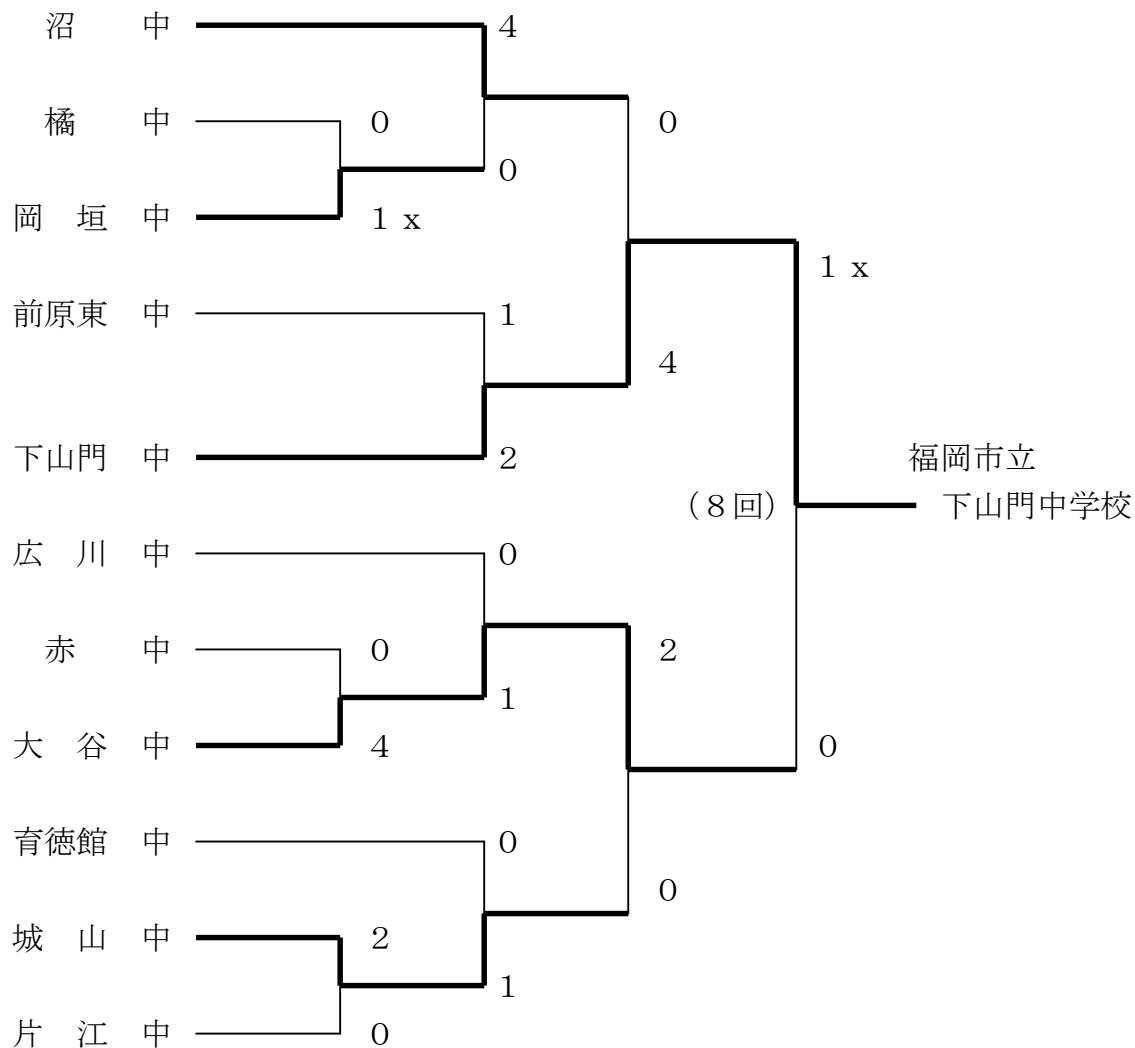 沼　　中　4
橘　　中　0　0
0
岡　垣　中　1 x
1 x
前原東　中　1
4
下山門　中　2
福岡市立
(8回)　下山門中学校
広　川　中　0
赤　　中　0　2
1
大　谷　中　4　0
育徳館　中　0
0
城　山　中　2
1
片　江　中　0